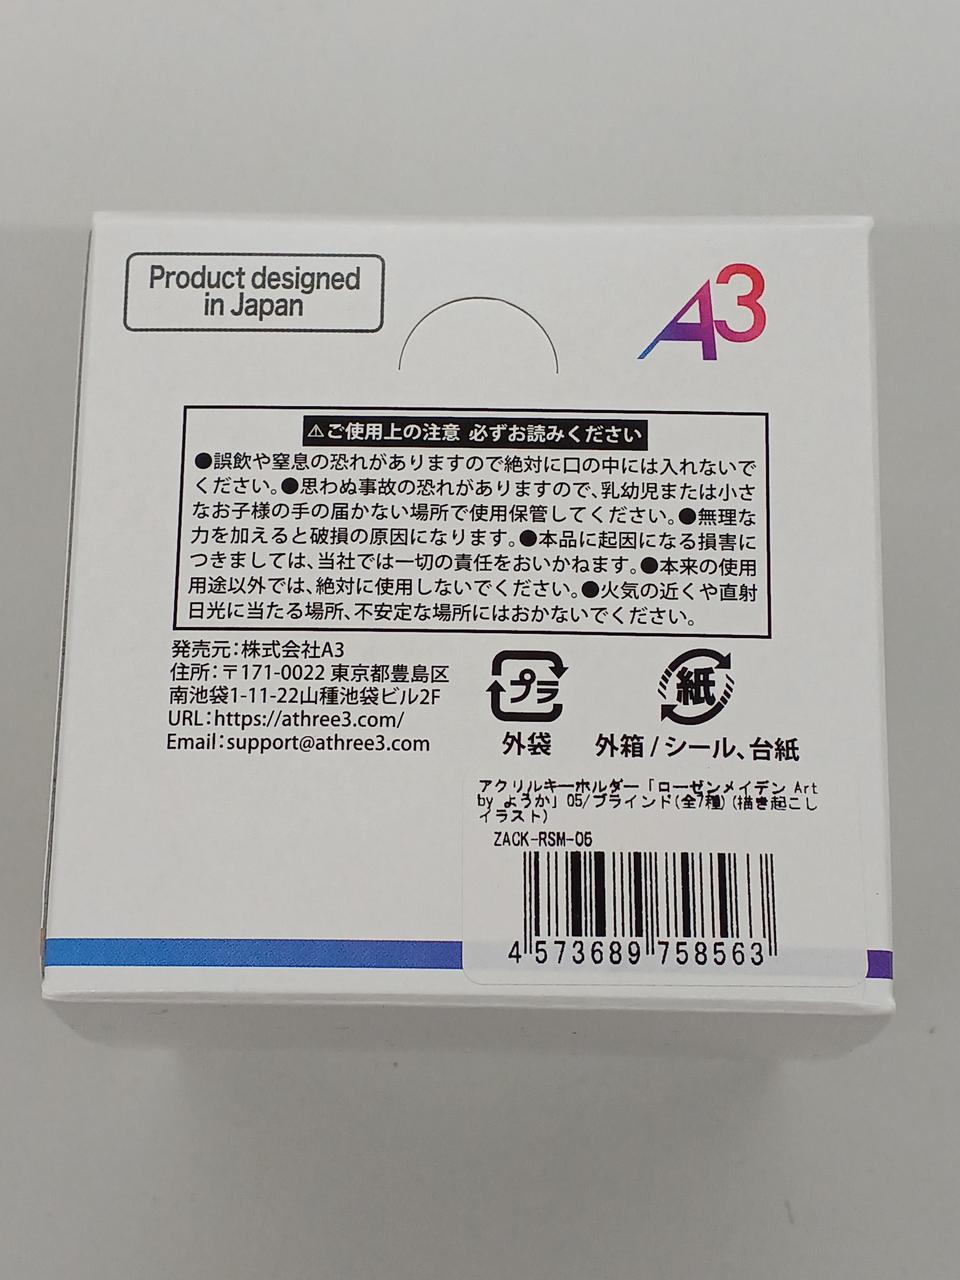 Product designed
in Japan
A3
⚠ご使用上の注意 必ずお読みください
●誤飲や窒息の恐れがありますので絶対に口の中には入れないで
ください。●思わぬ事故の恐れがありますので、乳幼児または小さ
なお子様の手の届かない場所で使用保管してください。●無理な
力を加えると破損の原因になります。●本品に起因になる損害に
つきましては、当社では一切の責任をおいかねます。●本来の使用
用途以外では、絶対に使用しないでください。●火気の近くや直射
日光に当たる場所、不安定な場所にはおかないでください。
発売元：株式会社A3
住所：〒171-0022 東京都豊島区
南池袋1-11-22山種池袋ビル2F
URL：https://athree3.com/
Email：support@athree3.com
プラ
外袋
紙
外箱 / シール、台紙
アクリルキーホルダー「ローゼンメイデン Art
by ようか」05/ブラインド(全7種)(描き起こし
イラスト)
ZACK-RSM-05
4 573689 758563